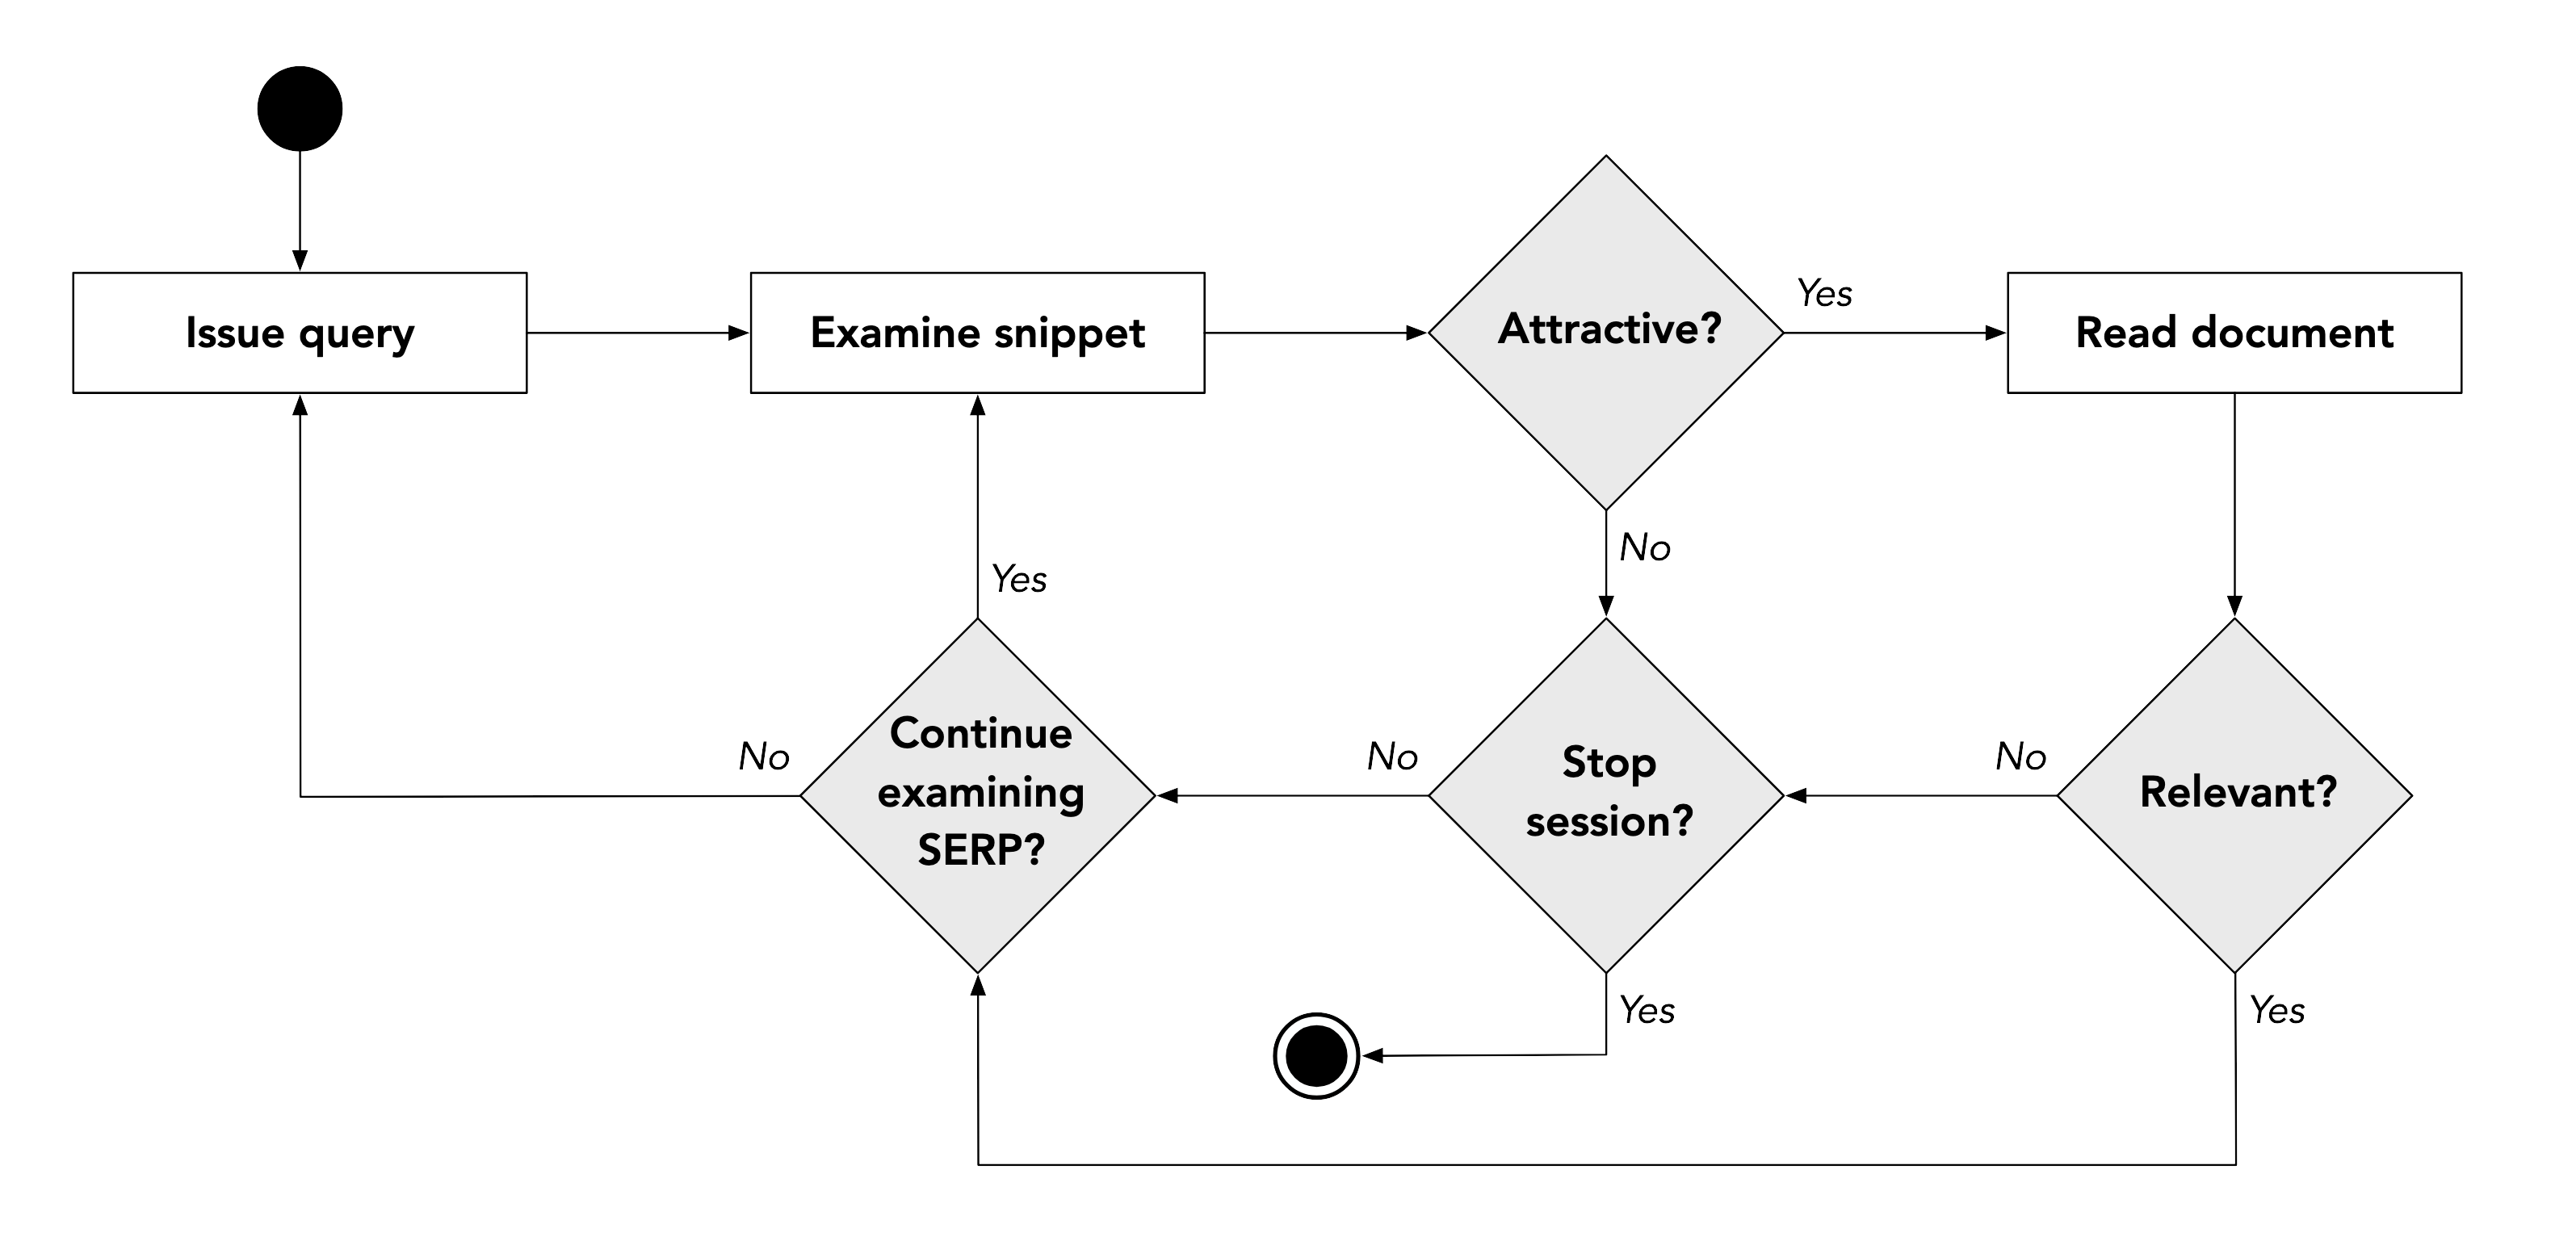 Issue query
Examine snippet
Attractive?
Yes
Read document
No
Yes
Continue
examining
SERP?
No
Stop
session?
No
Relevant?
No
Yes
Yes